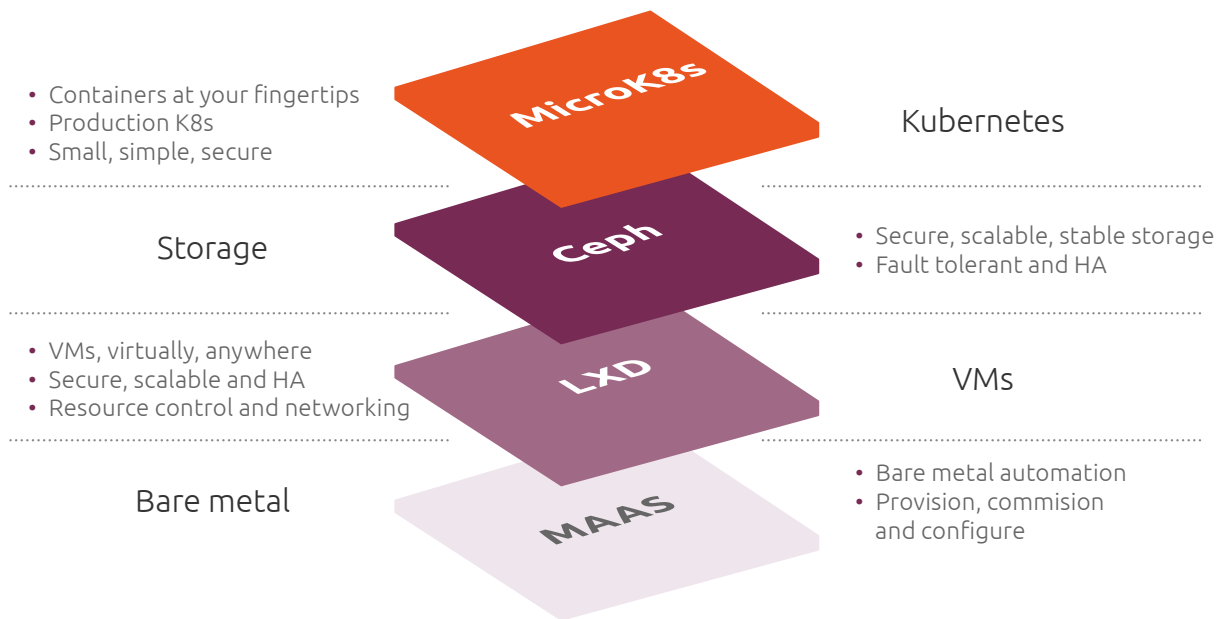 MicroK8s
• Containers at your fingertips
• Production K8s
• Small, simple, secure
Kubernetes
Storage
Ceph
• Secure, scalable, stable storage
• Fault tolerant and HA
• VMs, virtually, anywhere
• Secure, scalable and HA
• Resource control and networking
LXD
VMs
Bare metal
MAAS
• Bare metal automation
• Provision, commision
and configure